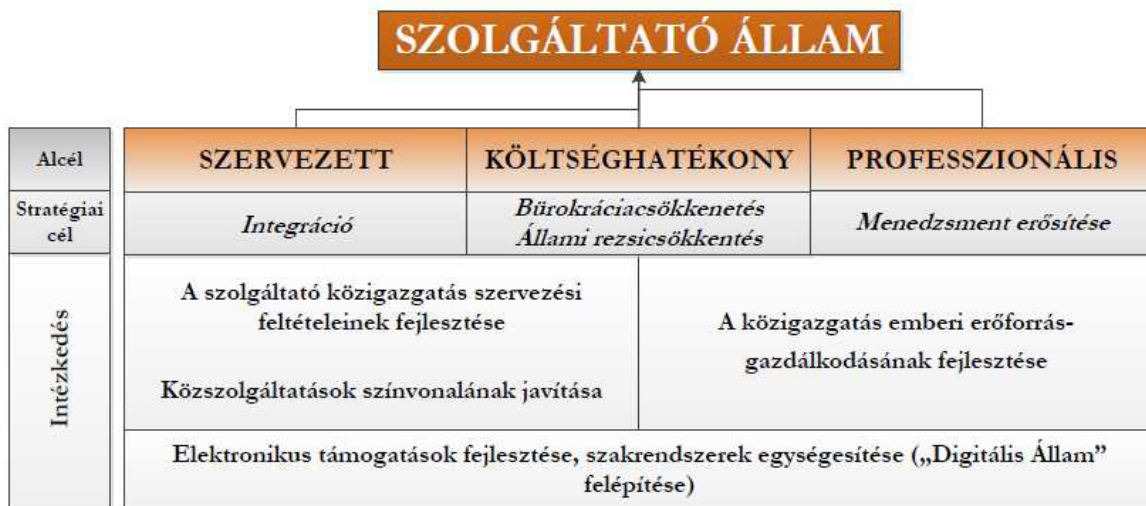 SZOLGÁLTATÓ ÁLLAM
Alcél
SZERVEZETT
KÖLTSÉGHATÉKONY
PROFESSZIONÁLIS
Stratégiai
cél
Integráció
Bürokráciacsökkenetés
Állami rezsicsökkentés
Menedzsment erősítése
Intézkedés
A szolgáltató közigazgatás szervezési
feltételeinek fejlesztése
Közszolgáltatások színvonalának javítása
A közigazgatás emberi erőforrás-
gazdálkodásának fejlesztése
Elektronikus támogatások fejlesztése, szakrendszerek egységesítése („Digitális Állam”
felépítése)